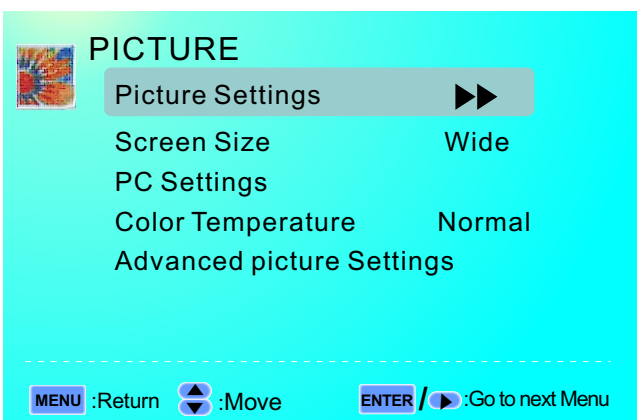 PICTURE
Picture Settings
Screen Size Wide
PC Settings
Color Temperature Normal
Advanced picture Settings
MENU :Return :Move ENTER / :Go to next Menu